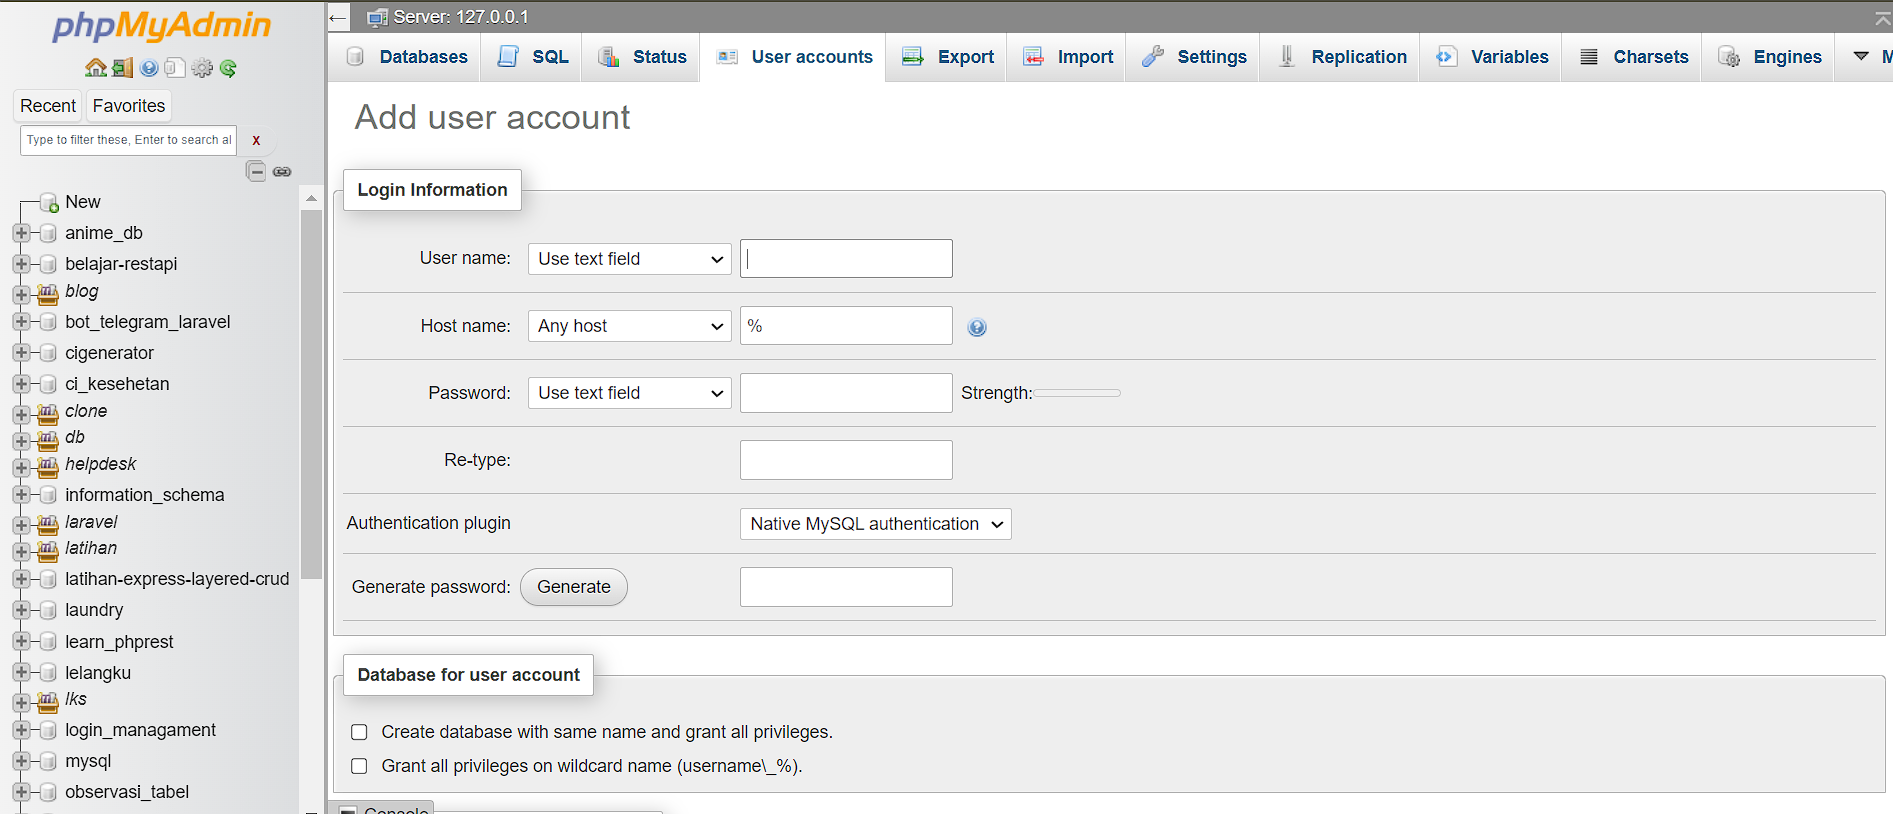 phpMyAdmin
Recent
Favorites
Type to filter these, Enter to search al
X
New
anime_db
belajar-restapi
blog
bot_telegram_laravel
cigenerator
ci_kesehetan
clone
db
helpdesk
information_schema
laravel
latihan
latihan-express-layered-crud
laundry
learn_phprest
lelangku
lks
login_managament
mysql
observasi_tabel
Server: 127.0.0.1
Databases
SQL
Status
User accounts
Export
Import
Settings
Replication
Variables
Charsets
Engines
M
Add user account
Login Information
User name: Use text field
Host name: Any host %
Password: Use text field Strength:
Re-type:
Authentication plugin Native MySQL authentication
Generate password: Generate
Database for user account
Create database with same name and grant all privileges.
Grant all privileges on wildcard name (username\_%).
Console